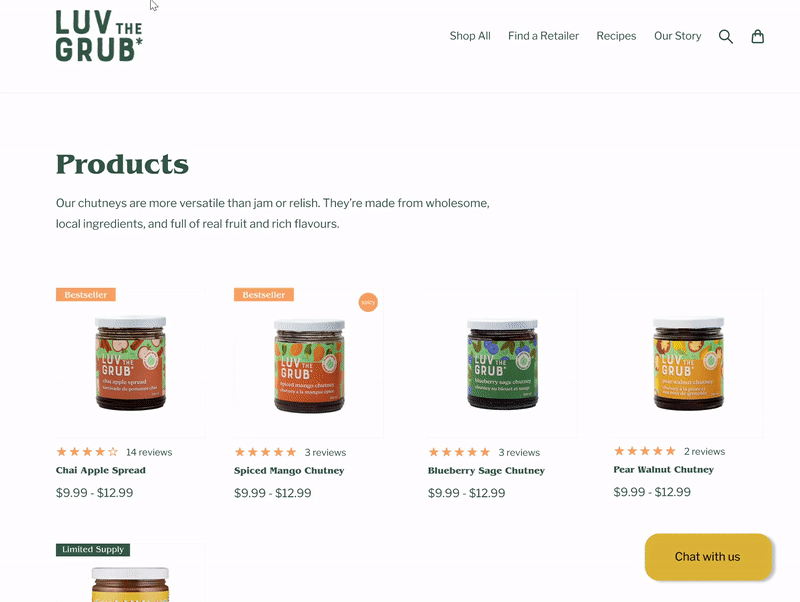 LUV THE
GRUB*
Shop All Find a Retailer Recipes Our Story
Products
Our chutneys are more versatile than jam or relish. They're made from wholesome,
local ingredients, and full of real fruit and rich flavours.
Bestseller
Bestseller
spicy
LUV THE
GRUB*
chai apple spread
LUV THE
GRUB*
spiced mango chutney
LUV THE
GRUB*
blueberry sage chutney
LUV THE
GRUB*
pear walnut chutney
14 reviews
Chai Apple Spread
$9.99 - $12.99
3 reviews
Spiced Mango Chutney
$9.99 - $12.99
3 reviews
Blueberry Sage Chutney
$9.99 - $12.99
2 reviews
Pear Walnut Chutney
$9.99 - $12.99
Limited Supply
Chat with us